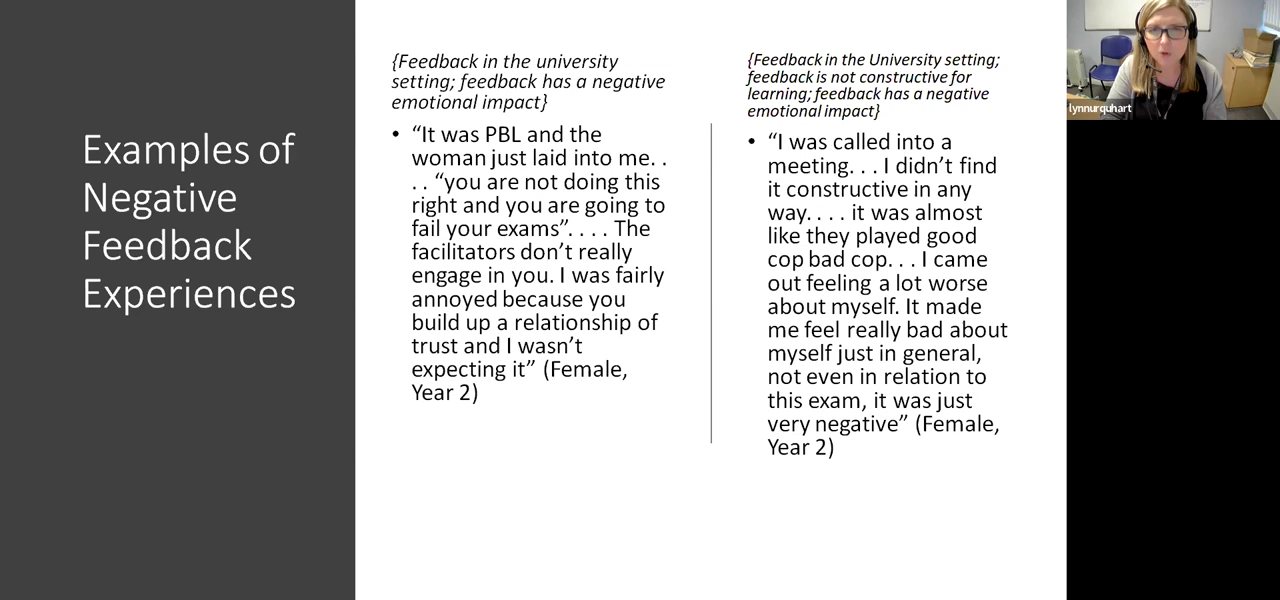 Examples of
Negative
Feedback
Experiences
{Feedback in the university
setting; feedback has a negative
emotional impact}
• “It was PBL and the
woman just laid into me. .
. . “you are not doing this
right and you are going to
fail your exams”. . . . The
facilitators don’t really
engage in you. I was fairly
annoyed because you
build up a relationship of
trust and I wasn’t
expecting it” (Female,
Year 2)
{Feedback in the University setting;
feedback is not constructive for
learning; feedback has a negative
emotional impact}
• “I was called into a
meeting. . . I didn’t find
it constructive in any
way. . . . it was almost
like they played good
cop bad cop. . . I came
out feeling a lot worse
about myself. It made
me feel really bad about
myself just in general,
not even in relation to
this exam, it was just
very negative” (Female,
Year 2)
lynnurquhart